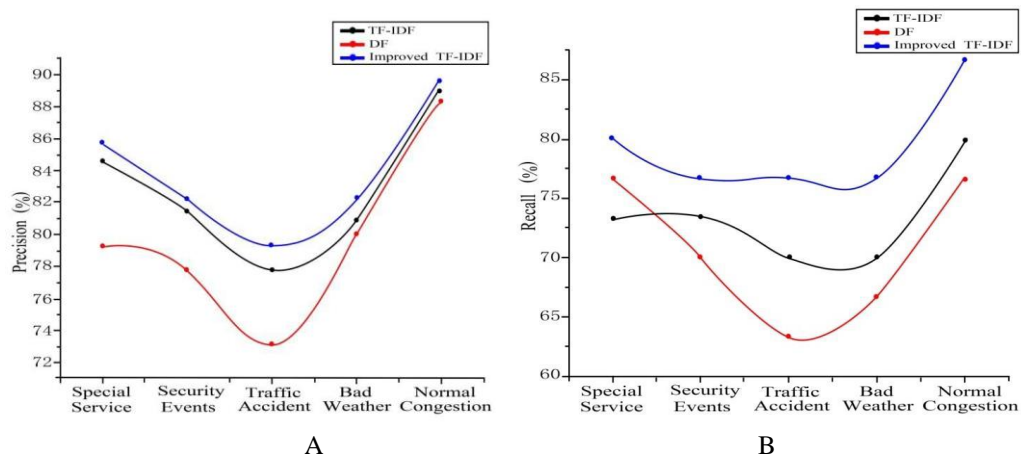 TF-IDF
DF
Improved TF-IDF
90
88
86
84
82
80
78
76
74
72
Precision (%)
Special Service
Security Events
Traffic Accident
Bad Weather
Normal Congestion
A
TF-IDF
DF
Improved TF-IDF
85
80
75
70
65
60
Recall (%)
Special Service
Security Events
Traffic Accident
Bad Weather
Normal Congestion
B